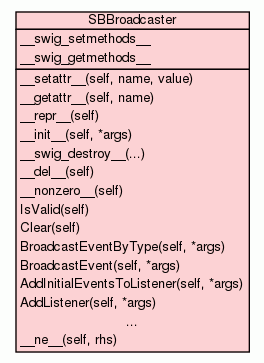 SBBroadcaster
__swig_setmethods__
__swig_getmethods__
__setattr__(self, name, value)
__getattr__(self, name)
__repr__(self)
__init__(self, *args)
__swig_destroy__(...)
__del__(self)
__nonzero__(self)
IsValid(self)
Clear(self)
BroadcastEventByType(self, *args)
BroadcastEvent(self, *args)
AddInitialEventsToListener(self, *args)
AddListener(self, *args)
...
__ne__(self, rhs)